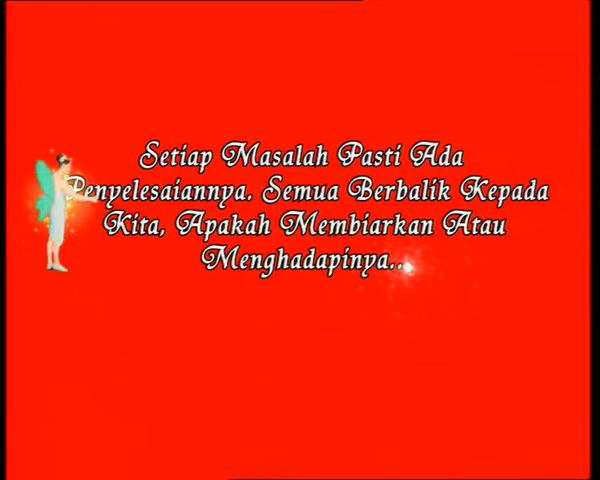 Setiap Masalah Pasti Ada
Penyelesaiannya. Semua Berbalik Kepada
Kita, Apakah Membiarkan Atau
Menghadapinya...